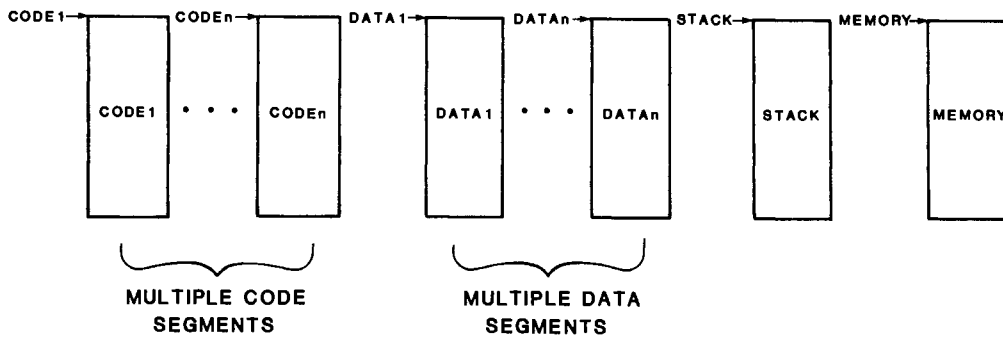 CODE1 CODEn DATA1 DATAn STACK MEMORY
CODE1 • • • CODEn DATA1 • • • DATAn STACK MEMORY
MULTIPLE CODE MULTIPLE DATA
SEGMENTS SEGMENTS